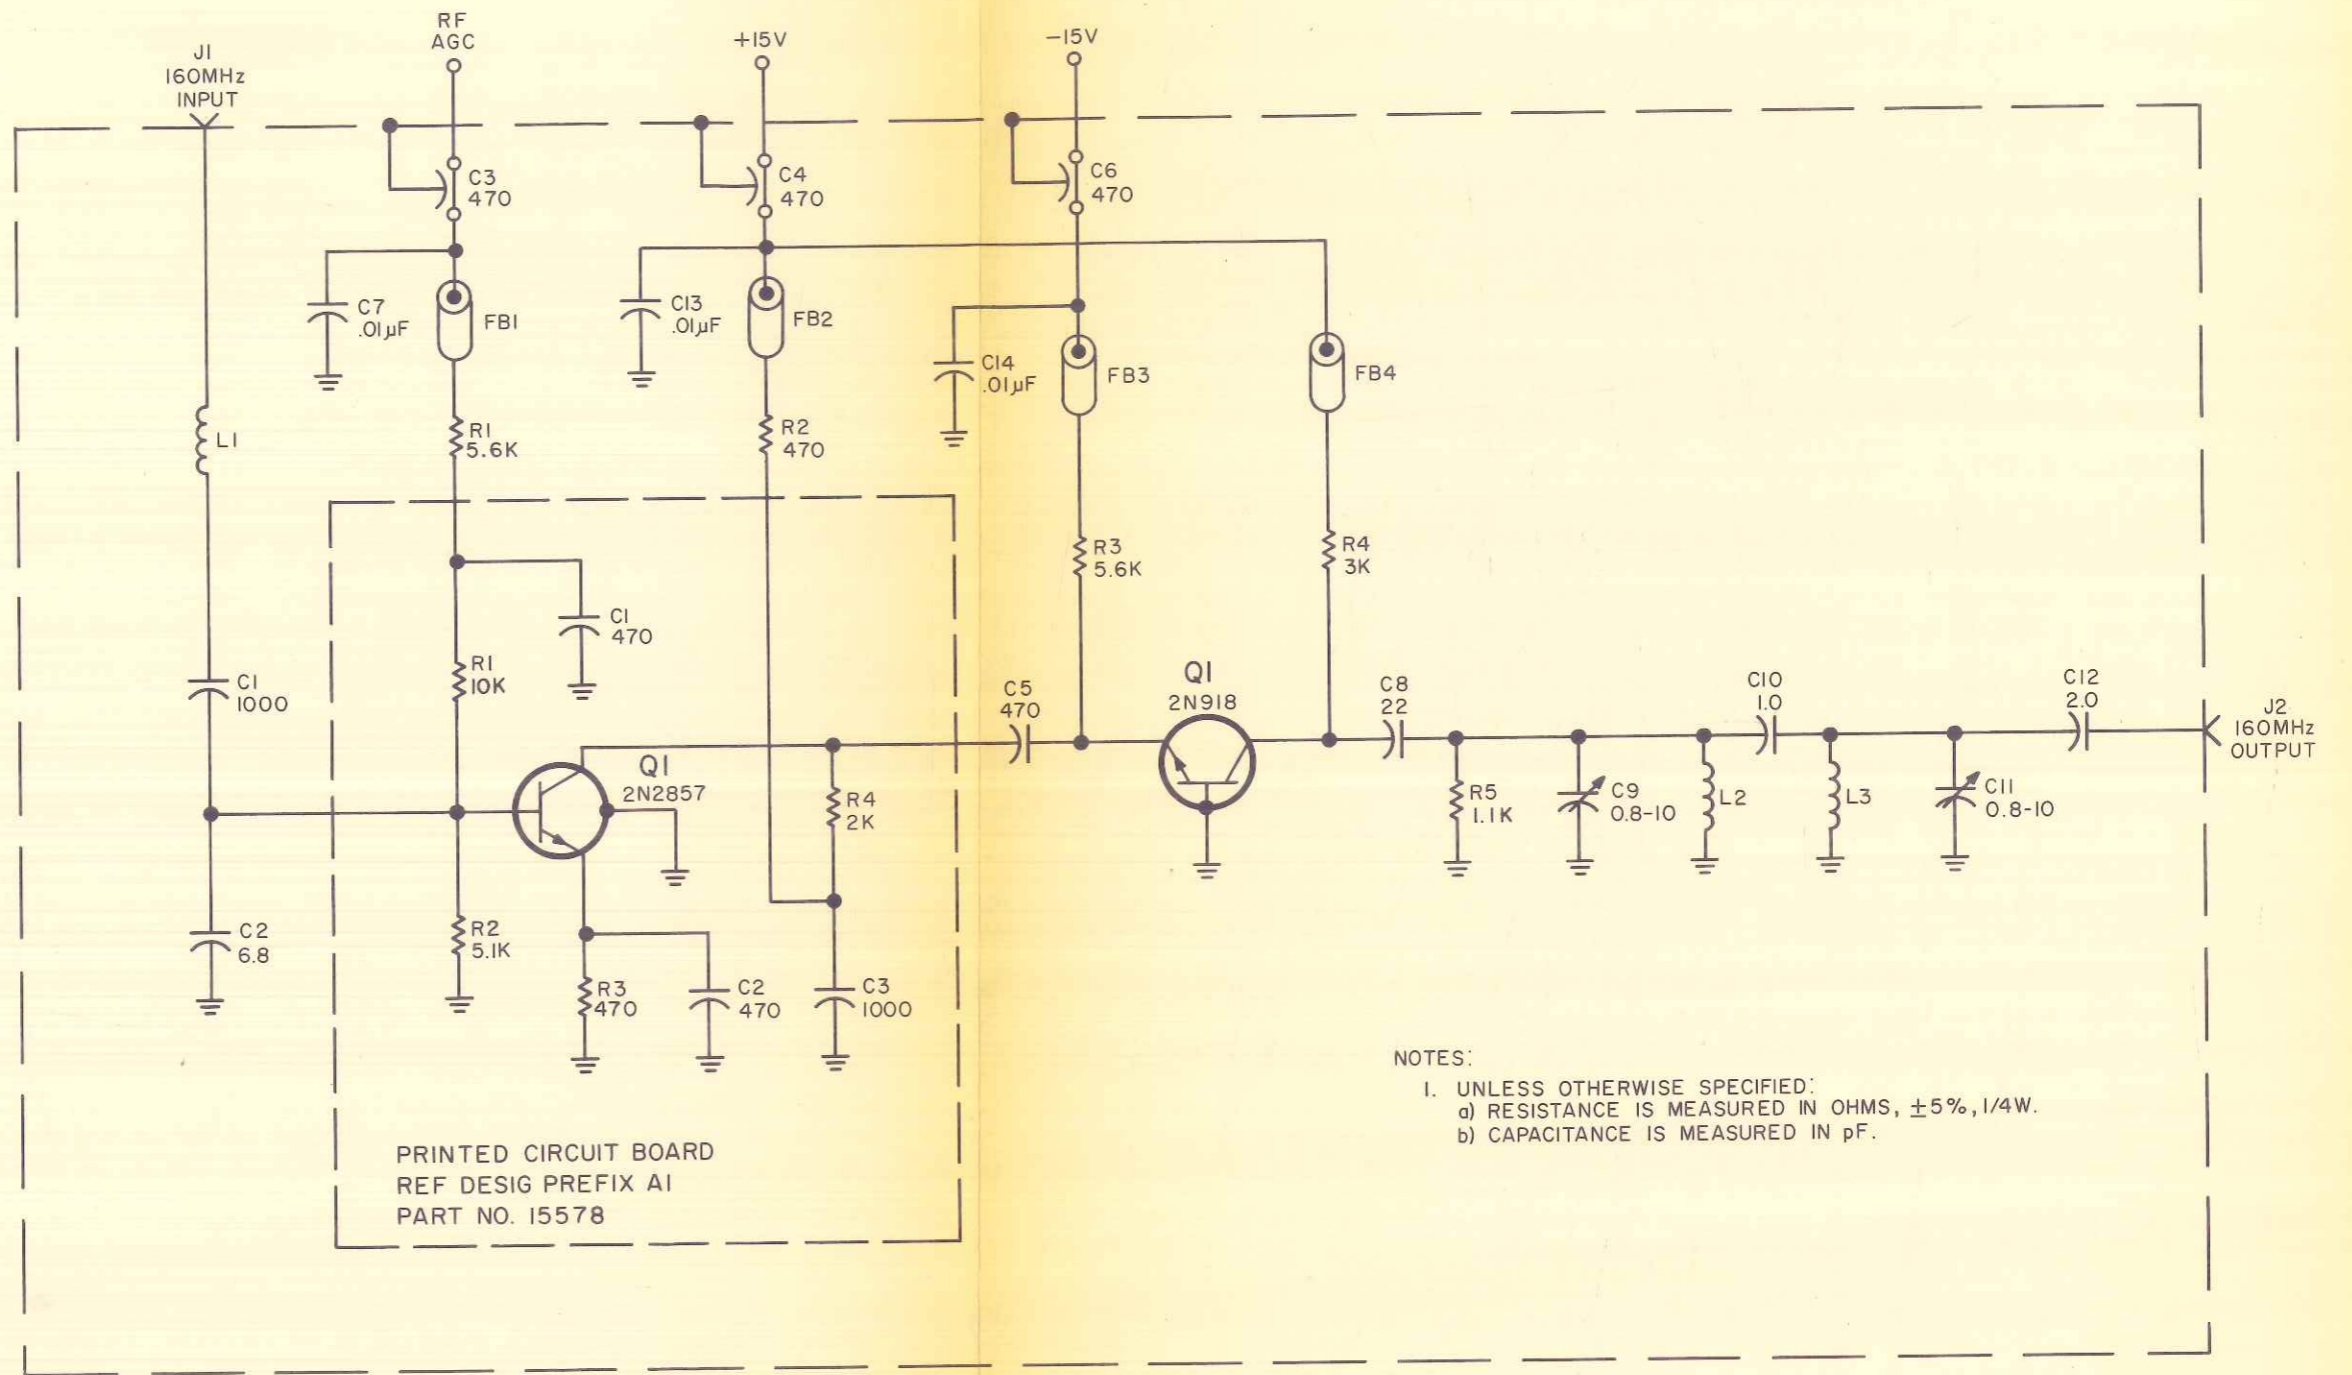 J1
160MHz
INPUT
RF
AGC
+15V
-15V
C3
470
C4
470
C6
470
C7
.01µF
FB1
C13
.01µF
FB2
C14
.01µF
FB3
FB4
L1
R1
5.6K
R2
470
R3
5.6K
R4
3K
C1
470
C1
1000
R1
10K
C5
470
Q1
2N918
C8
22
C10
1.0
C12
2.0
J2
160MHz
OUTPUT
Q1
2N2857
R4
2K
R5
1.1K
C9
0.8-10
L2
L3
C11
0.8-10
C2
6.8
R2
5.1K
R3
470
C2
470
C3
1000
NOTES:
1. UNLESS OTHERWISE SPECIFIED:
a) RESISTANCE IS MEASURED IN OHMS, ±5%, 1/4W.
b) CAPACITANCE IS MEASURED IN pF.
PRINTED CIRCUIT BOARD
REF DESIG PREFIX A1
PART NO. 15578